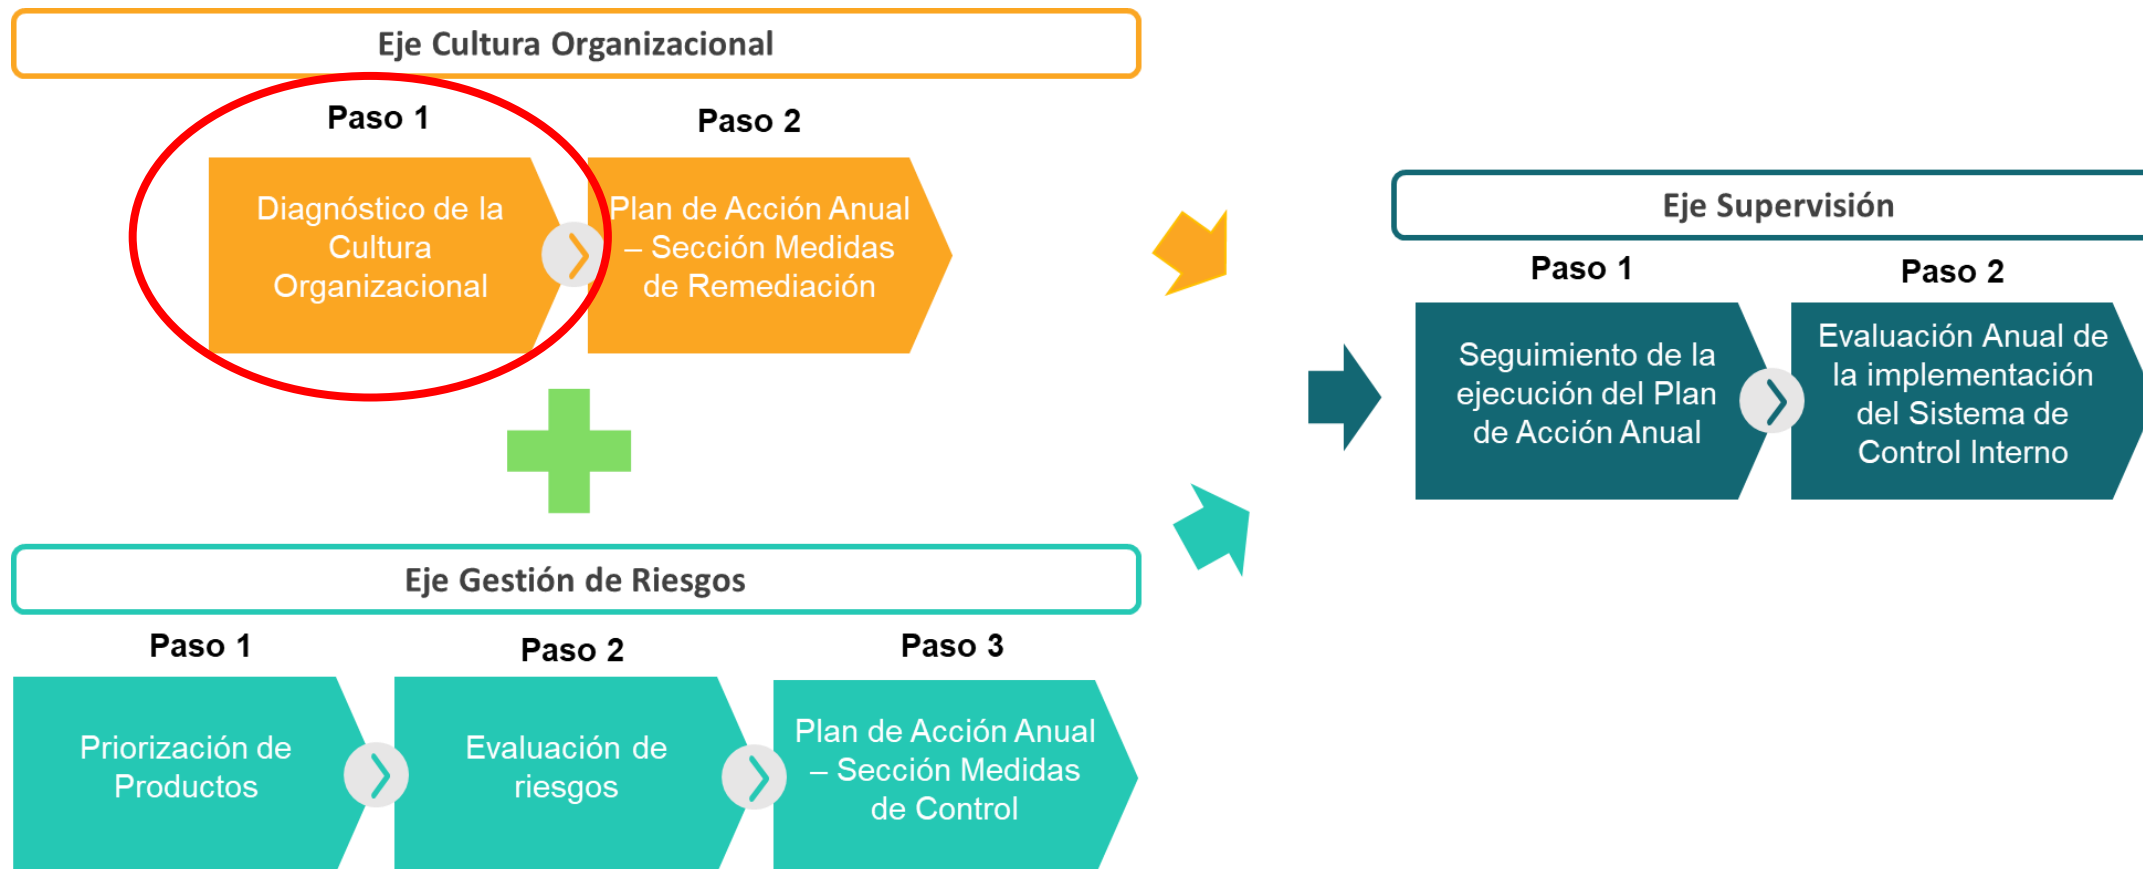 Eje Cultura Organizacional
Paso 1
Diagnóstico de la
Cultura
Organizacional
Paso 2
Plan de Acción Anual
– Sección Medidas
de Remediación
Eje Gestión de Riesgos
Paso 1
Priorización de
Productos
Paso 2
Evaluación de
riesgos
Paso 3
Plan de Acción Anual
– Sección Medidas
de Control
Eje Supervisión
Paso 1
Seguimiento de la
ejecución del Plan
de Acción Anual
Paso 2
Evaluación Anual de
la implementación
del Sistema de
Control Interno